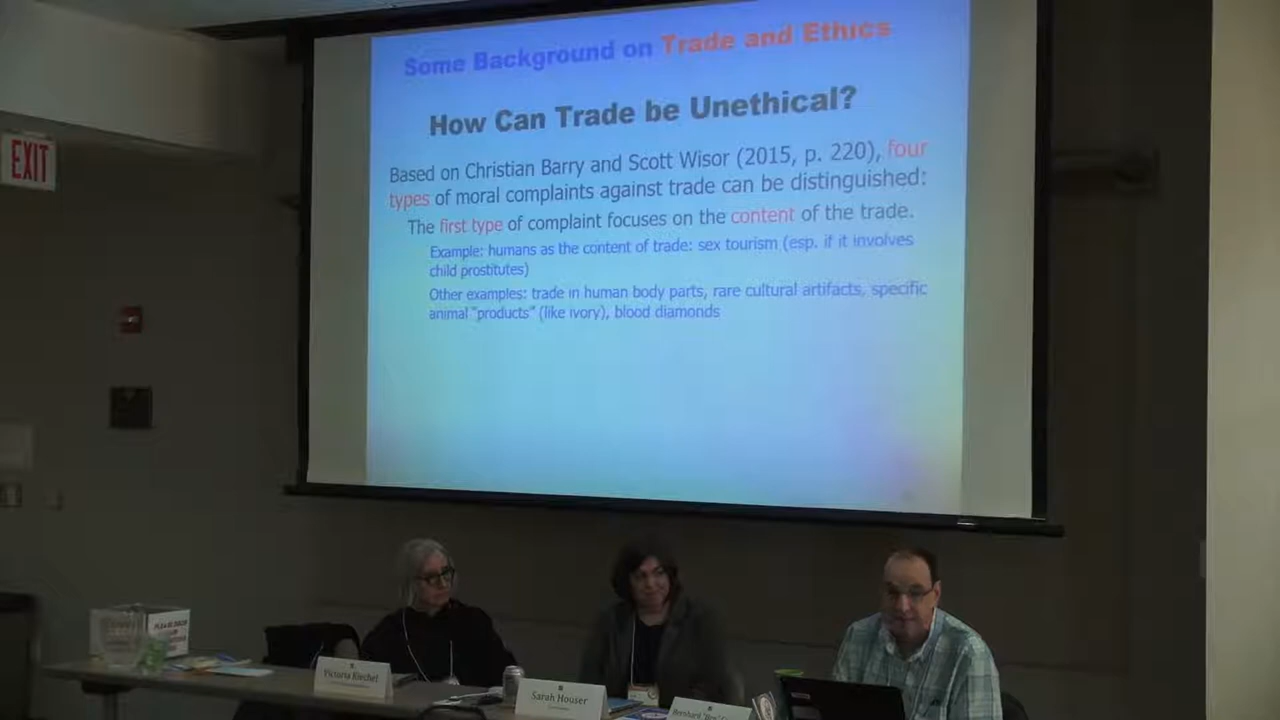 Some Background on Trade and Ethics
How Can Trade be Unethical?
Based on Christian Barry and Scott Wisor (2015, p. 220), four
types of moral complaints against trade can be distinguished:
The first type of complaint focuses on the content of the trade.
Example: humans as the content of trade: sex tourism (esp. if it involves
child prostitutes)
Other examples: trade in human body parts, rare cultural artifacts, specific
animal "products" (like ivory), blood diamonds
EXIT
Victoria Kiechel
Sarah Houser